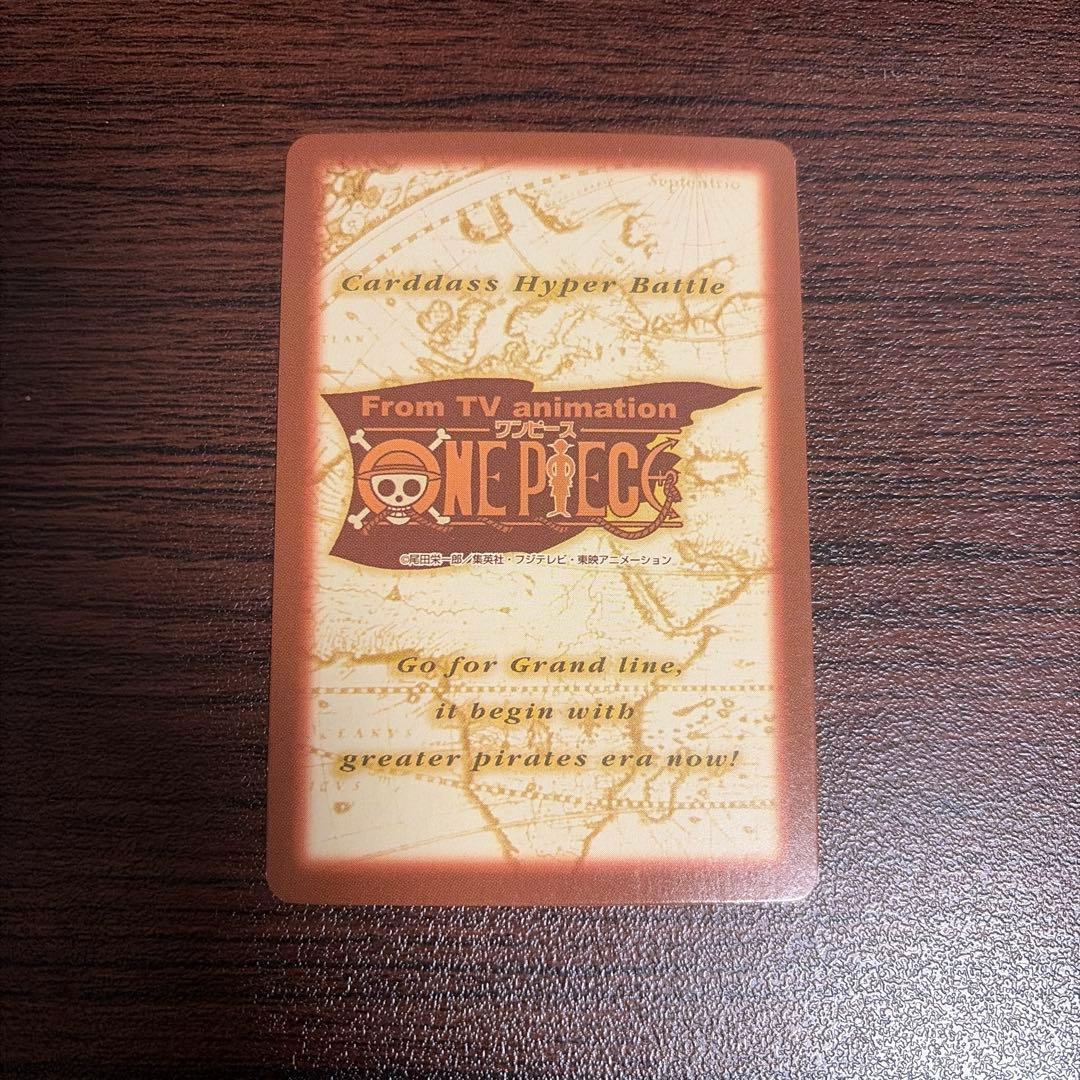 Septentrio
Carddass Hyper Battle
From TV animation
ワンピース
ONE PIECE
©尾田栄一郎/集英社・フジテレビ・東映アニメーション
Go for Grand line,
it begin with
greater pirates era now!